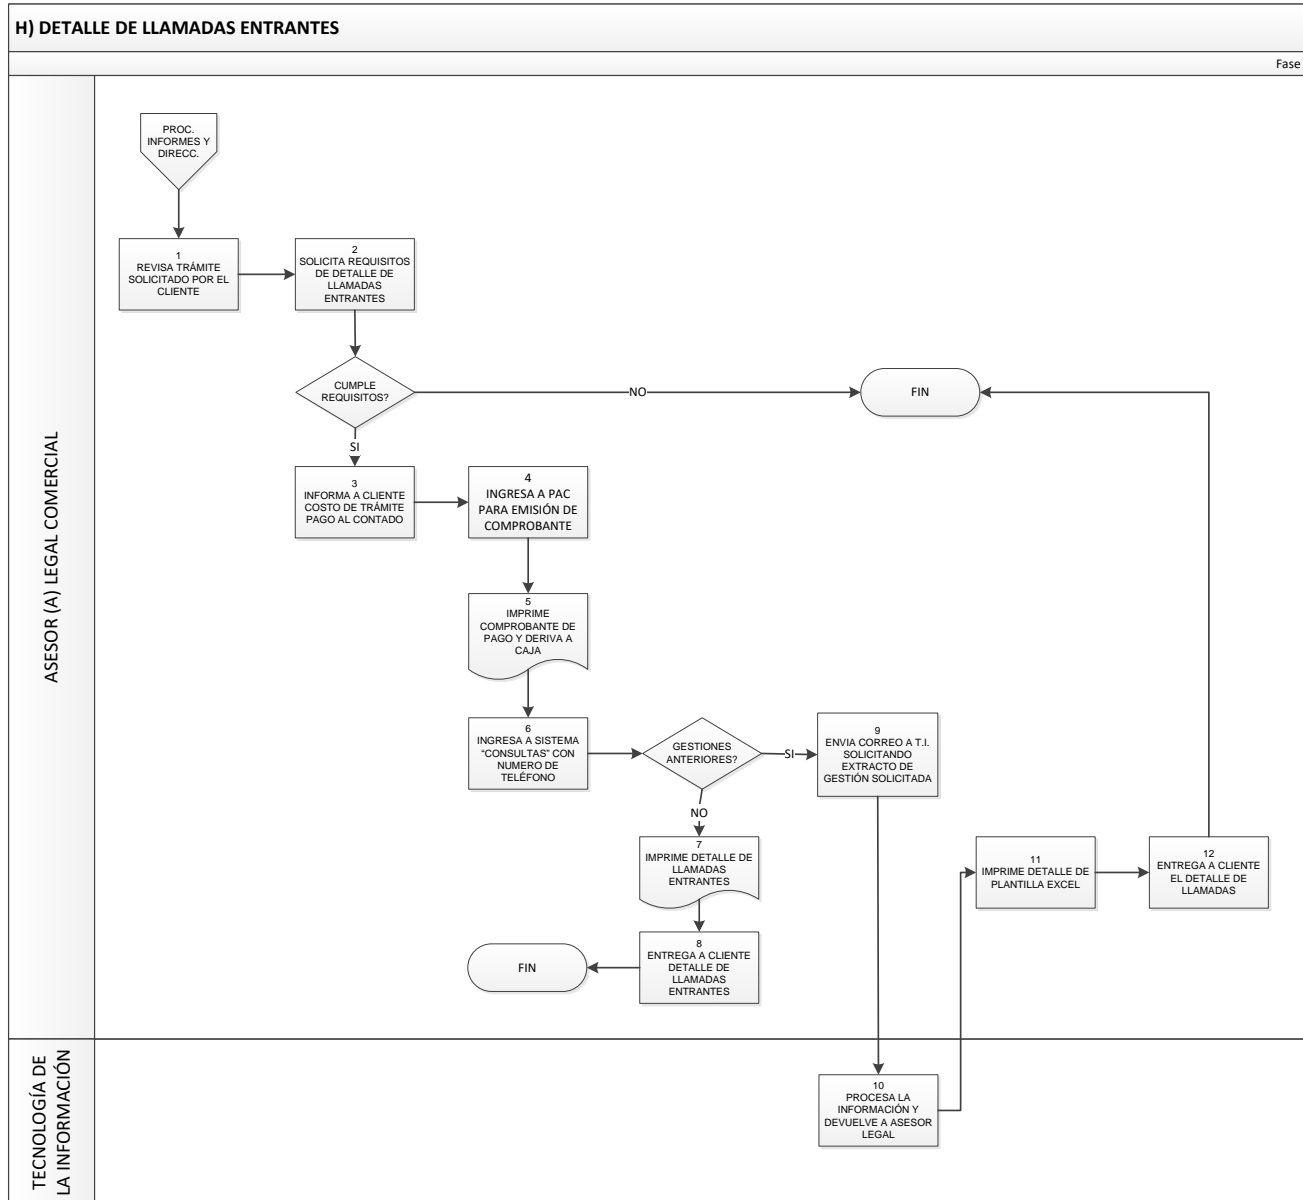 H) DETALLE DE LLAMADAS ENTRANTES
Fase
ASESOR (A) LEGAL COMERCIAL
PROC.
INFORMES Y
DIRECC.
1
REVISA TRÁMITE
SOLICITADO POR EL
CLIENTE
2
SOLICITA REQUISITOS
DE DETALLE DE
LLAMADAS
ENTRANTES
CUMPLE
REQUISITOS?
NO
FIN
SI
3
INFORMA A CLIENTE
COSTO DE TRÁMITE
PAGO AL CONTADO
4
INGRESA A PAC
PARA EMISIÓN DE
COMPROBANTE
5
IMPRIME
COMPROBANTE DE
PAGO Y DERIVA A
CAJA
6
INGRESA A SISTEMA
“CONSULTAS” CON
NUMERO DE
TELÉFONO
GESTIONES
ANTERIORES?
SI
9
ENVIA CORREO A T.I.
SOLICITANDO
EXTRACTO DE
GESTIÓN SOLICITADA
NO
7
IMPRIME DETALLE DE
LLAMADAS
ENTRANTES
11
IMPRIME DETALLE DE
PLANTILLA EXCEL
12
ENTREGA A CLIENTE
EL DETALLE DE
LLAMADAS
8
ENTREGA A CLIENTE
DETALLE DE
LLAMADAS
ENTRANTES
FIN
TECNOLOGÍA DE
LA INFORMACIÓN
10
PROCESA LA
INFORMACIÓN Y
DEVUELVE A ASESOR
LEGAL